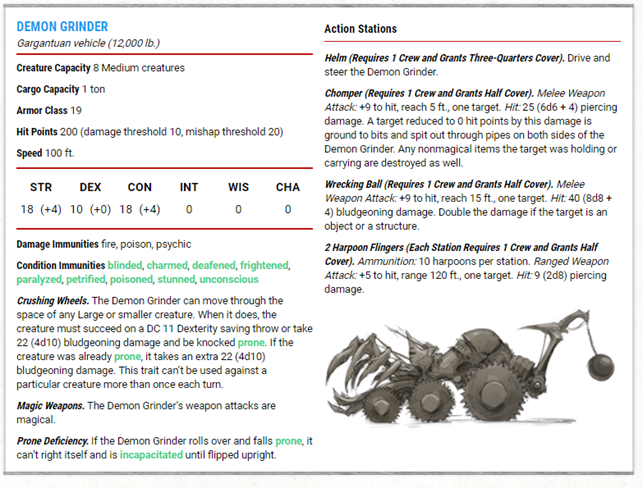 DEMON GRINDER
Gargantuan vehicle (12,000 lb.)
Creature Capacity 8 Medium creatures
Cargo Capacity 1 ton
Armor Class 19
Hit Points 200 (damage threshold 10, mishap threshold 20)
Speed 100 ft.
STR DEX CON INT WIS CHA
18 (+4) 10 (+0) 18 (+4) 0 0 0
Damage Immunities fire, poison, psychic
Condition Immunities blinded, charmed, deafened, frightened,
paralyzed, petrified, poisoned, stunned, unconscious
Crushing Wheels. The Demon Grinder can move through the
space of any Large or smaller creature. When it does, the
creature must succeed on a DC 11 Dexterity saving throw or take
22 (4d10) bludgeoning damage and be knocked prone. If the
creature was already prone, it takes an extra 22 (4d10)
bludgeoning damage. This trait can't be used against a
particular creature more than once each turn.
Magic Weapons. The Demon Grinder's weapon attacks are
magical.
Prone Deficiency. If the Demon Grinder rolls over and falls prone, it
can't right itself and is incapacitated until flipped upright.
Action Stations
Helm (Requires 1 Crew and Grants Three-Quarters Cover). Drive and
steer the Demon Grinder.
Chomper (Requires 1 Crew and Grants Half Cover). Melee Weapon
Attack: +9 to hit, reach 5 ft., one target. Hit: 25 (6d6 + 4) piercing
damage. A target reduced to 0 hit points by this damage is
ground to bits and spit out through pipes on both sides of the
Demon Grinder. Any nonmagical items the target was holding or
carrying are destroyed as well.
Wrecking Ball (Requires 1 Crew and Grants Half Cover). Melee
Weapon Attack: +9 to hit, reach 15 ft., one target. Hit: 40 (8d8 +
4) bludgeoning damage. Double the damage if the target is an
object or a structure.
2 Harpoon Flingers (Each Station Requires 1 Crew and Grants Half
Cover). Ammunition: 10 harpoons per station. Ranged Weapon
Attack: +5 to hit, range 120 ft., one target. Hit: 9 (2d8) piercing
damage.